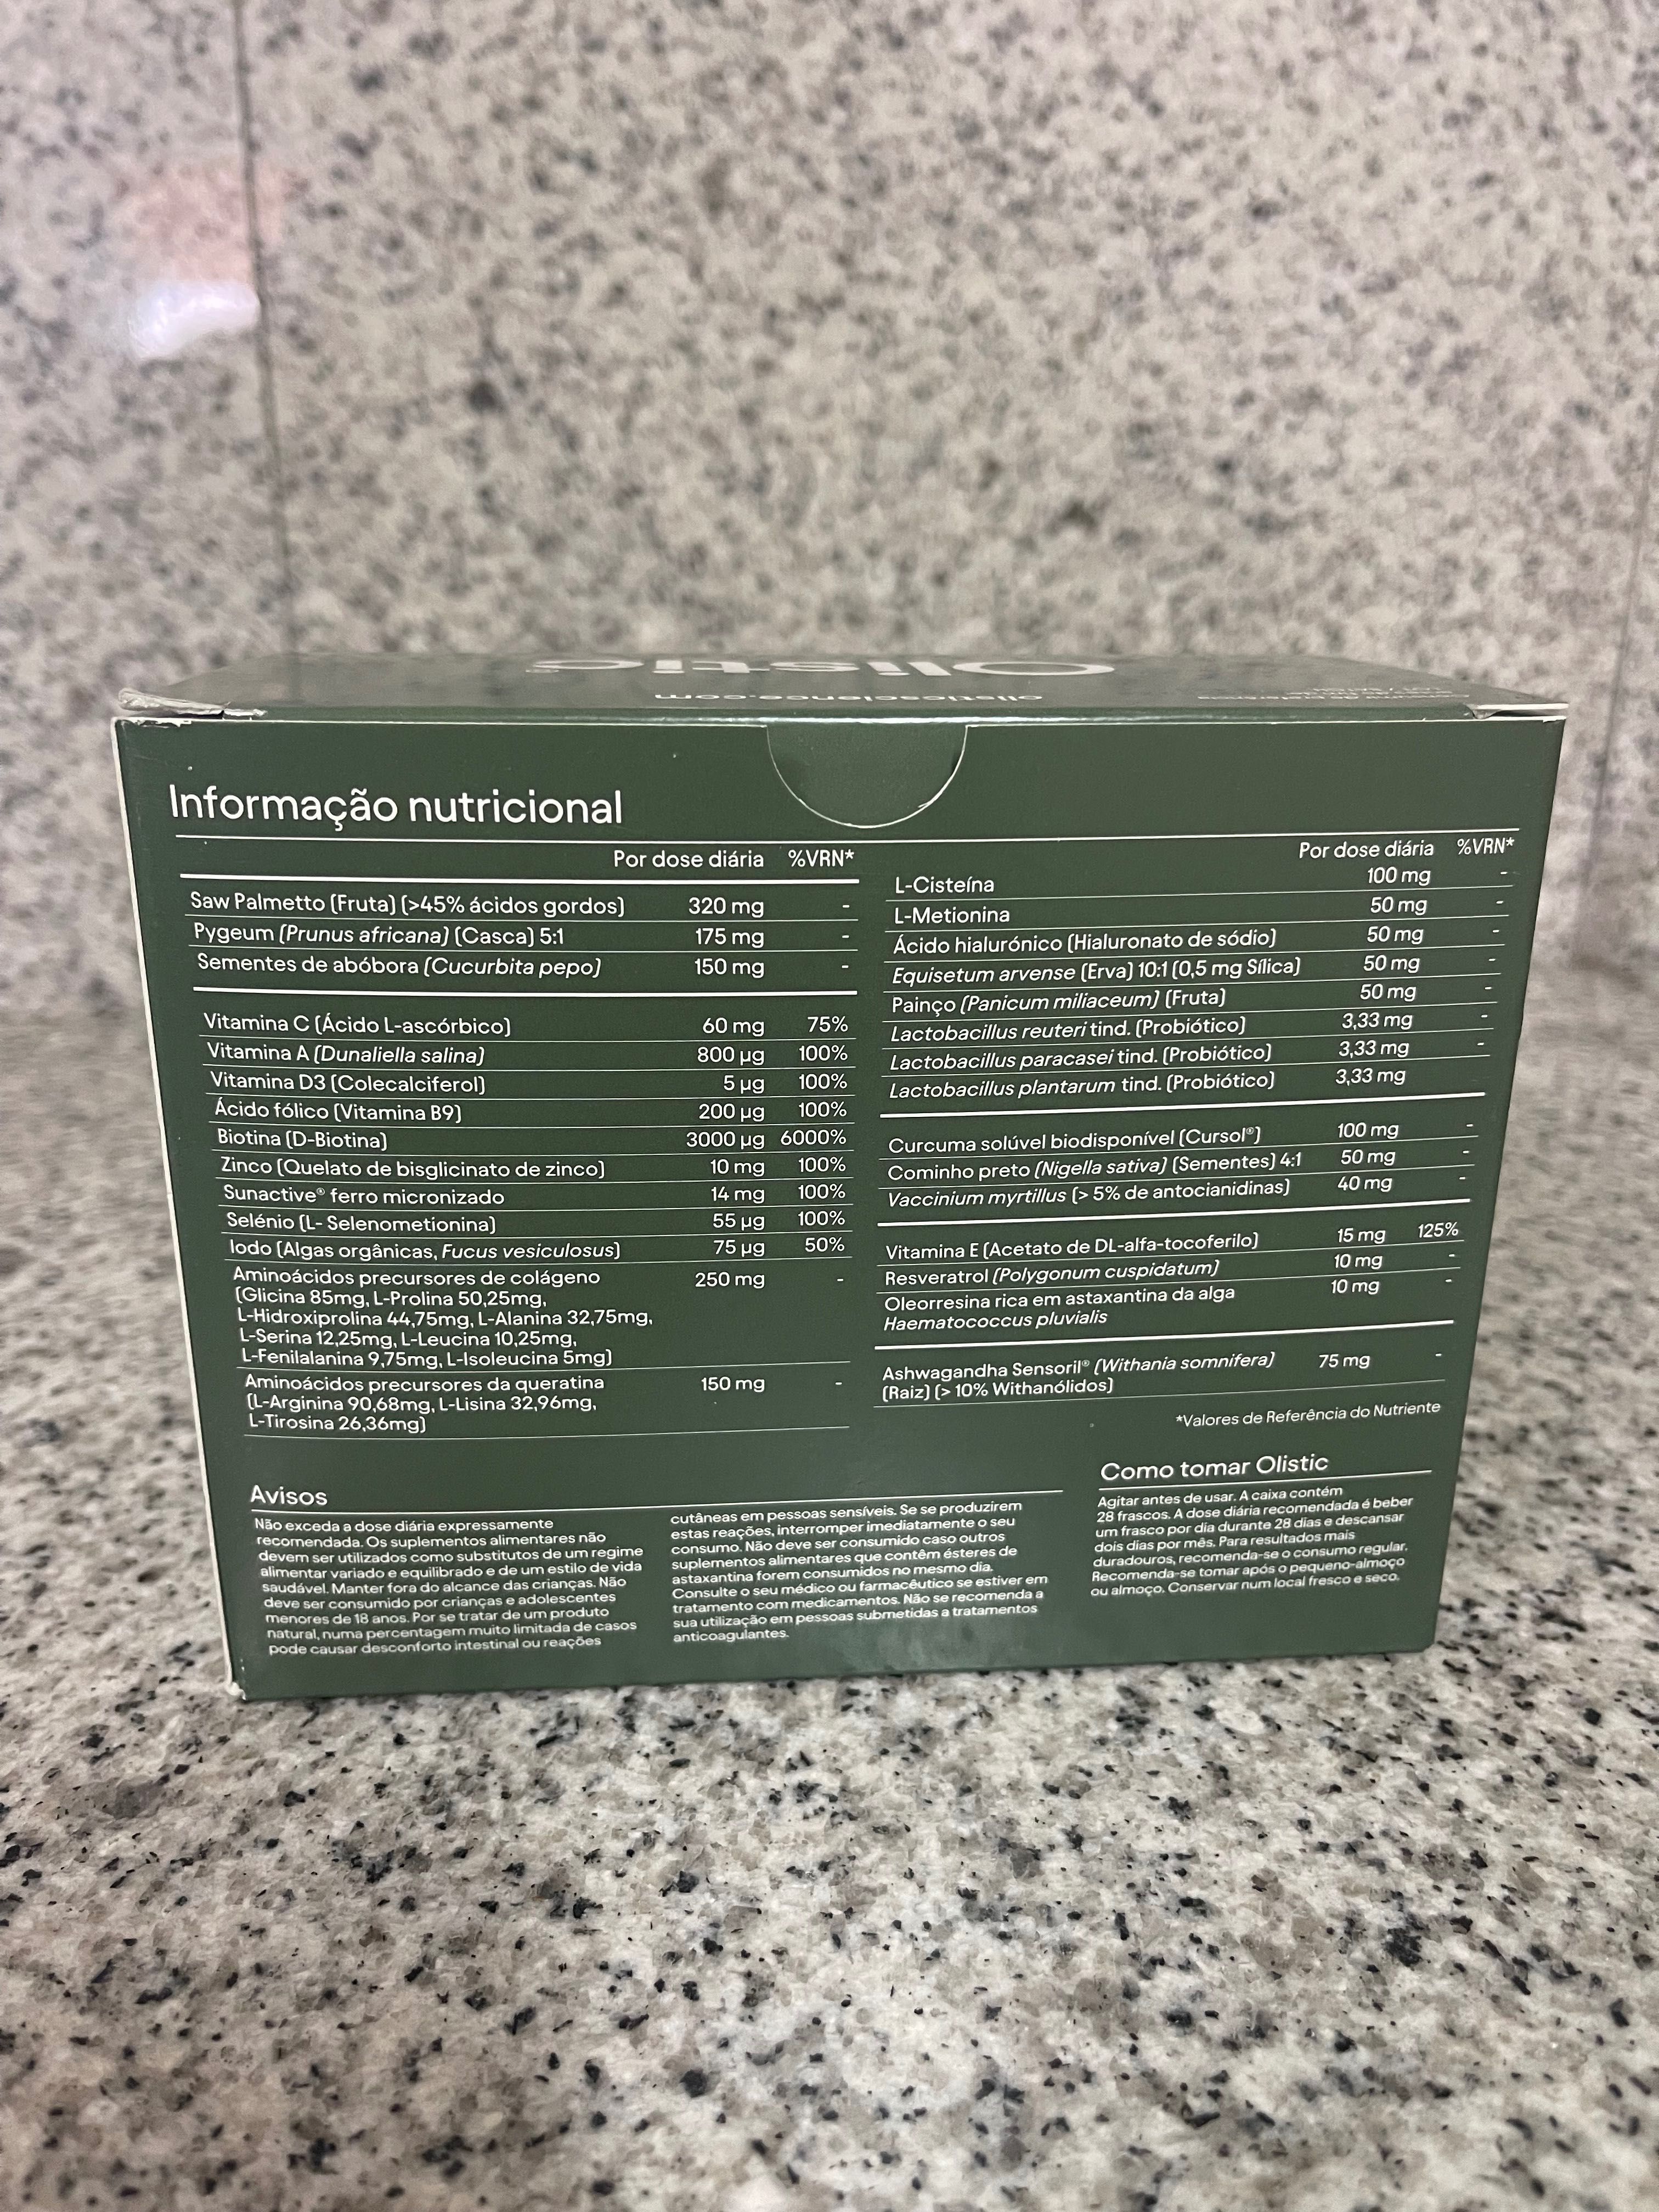 Olistic
olisticscience.com
Informação nutricional
Por dose diária %VRN*
Saw Palmetto (Fruta) (>45% ácidos gordos) 320 mg -
Pygeum (Prunus africana) (Casca) 5:1 175 mg -
Sementes de abóbora (Cucurbita pepo) 150 mg -
Vitamina C (Ácido L-ascórbico) 60 mg 75%
Vitamina A (Dunaliella salina) 800 µg 100%
Vitamina D3 (Colecalciferol) 5 µg 100%
Ácido fólico (Vitamina B9) 200 µg 100%
Biotina (D-Biotina) 3000 µg 6000%
Zinco (Quelato de bisglicinato de zinco) 10 mg 100%
Sunactive® ferro micronizado 14 mg 100%
Selénio (L- Selenometionina) 55 µg 100%
Iodo (Algas orgânicas, Fucus vesiculosus) 75 µg 50%
Aminoácidos precursores de colágeno 250 mg -
(Glicina 85mg, L-Prolina 50,25mg,
L-Hidroxiprolina 44,75mg, L-Alanina 32,75mg,
L-Serina 12,25mg, L-Leucina 10,25mg,
L-Fenilalanina 9,75mg, L-Isoleucina 5mg)
Aminoácidos precursores da queratina 150 mg -
(L-Arginina 90,68mg, L-Lisina 32,96mg,
L-Tirosina 26,36mg)
Por dose diária %VRN*
L-Cisteína 100 mg -
L-Metionina 50 mg -
Ácido hialurónico (Hialuronato de sódio) 50 mg -
Equisetum arvense (Erva) 10:1 (0,5 mg Sílica) 50 mg -
Painço (Panicum miliaceum) (Fruta) 50 mg -
Lactobacillus reuteri tind. (Probiótico) 3,33 mg -
Lactobacillus paracasei tind. (Probiótico) 3,33 mg -
Lactobacillus plantarum tind. (Probiótico) 3,33 mg
Curcuma solúvel biodisponível (Cursol®) 100 mg -
Cominho preto (Nigella sativa) (Sementes) 4:1 50 mg -
Vaccinium myrtillus (> 5% de antocianidinas) 40 mg -
Vitamina E (Acetato de DL-alfa-tocoferilo) 15 mg 125%
Resveratrol (Polygonum cuspidatum) 10 mg -
Oleorresina rica em astaxantina da alga 10 mg -
Haematococcus pluvialis
Ashwagandha Sensoril® (Withania somnifera) 75 mg -
(Raiz) (> 10% Withanólidos)
*Valores de Referência do Nutriente
Avisos
Não exceda a dose diária expressamente
recomendada. Os suplementos alimentares não
devem ser utilizados como substitutos de um regime
alimentar variado e equilibrado e de um estilo de vida
saudável. Manter fora do alcance das crianças. Não
deve ser consumido por crianças e adolescentes
menores de 18 anos. Por se tratar de um produto
natural, numa percentagem muito limitada de casos
pode causar desconforto intestinal ou reações
cutâneas em pessoas sensíveis. Se se produzirem
estas reações, interromper imediatamente o seu
consumo. Não deve ser consumido caso outros
suplementos alimentares que contêm ésteres de
astaxantina forem consumidos no mesmo dia.
Consulte o seu médico ou farmacêutico se estiver em
tratamento com medicamentos. Não se recomenda a
sua utilização em pessoas submetidas a tratamentos
anticoagulantes.
Como tomar Olistic
Agitar antes de usar. A caixa contém
28 frascos. A dose diária recomendada é beber
um frasco por dia durante 28 dias e descansar
dois dias por mês. Para resultados mais
duradouros, recomenda-se o consumo regular.
Recomenda-se tomar após o pequeno-almoço
ou almoço. Conservar num local fresco e seco.